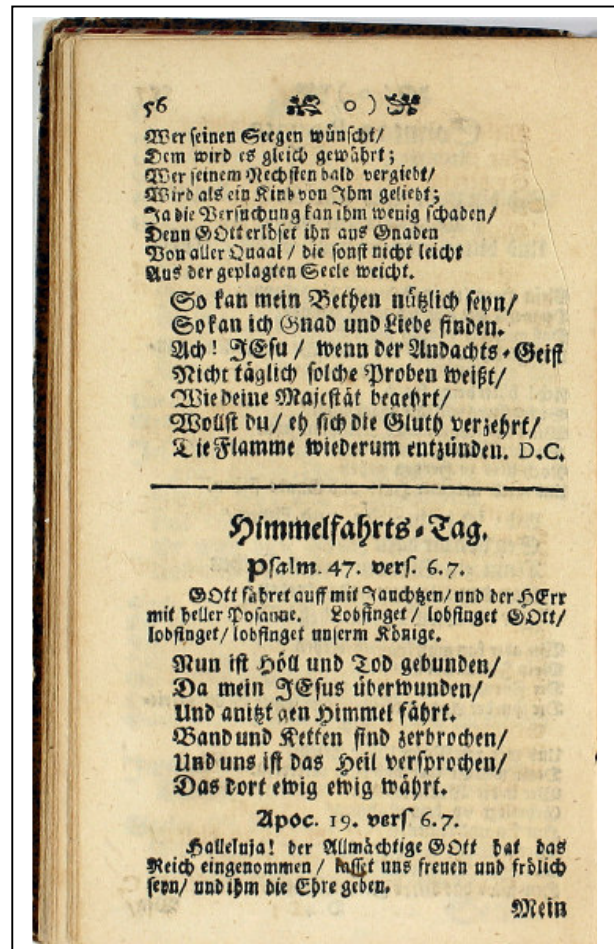 56 o )
Wer seinen Seegen wünscht/
Dem wird es gleich gewährt;
Wer seinem Nechsten bald vergiebt/
Wird als ein Kind von Ihm geliebt;
Ja die Versuchung kan ihm wenig schaden/
Denn GOtt erlöset ihn aus Gnaden
Von aller Quaal / die sonst nicht leicht
Aus der geplagten Seele weicht.
So kan mein Bethen nützlich seyn/
So kan ich Gnad und Liebe finden.
Ach! JEsu / wenn der Andachts-Geist
Nicht täglich solche Proben weißt/
Wie deine Majestät begehrt/
Wollst du/ eh sich die Gluth verzehrt/
Die Flamme wiederum entzünden. D.C.
Himmelfahrts-Tag.
Psalm. 47. vers. 6.7.
GOtt fähret auff mit Jauchtzen/ und der HErr
mit heller Posaune. Lobsinget/ lobsinget GOtt/
lobsinget/ lobsinget unserm Könige.
Nun ist Höll und Tod gebunden/
Da mein JEsus überwunden/
Und anitzt gen Himmel fährt.
Band und Ketten sind zerbrochen/
Und uns ist das Heil versprochen/
Das dort ewig ewig währt.
Apoc. 19. vers 6.7.
Halleluja! der Allmächtige GOtt hat das
Reich eingenommen / lasset uns freuen und frölich
seyn/ und ihm die Ehre geben.
Mein